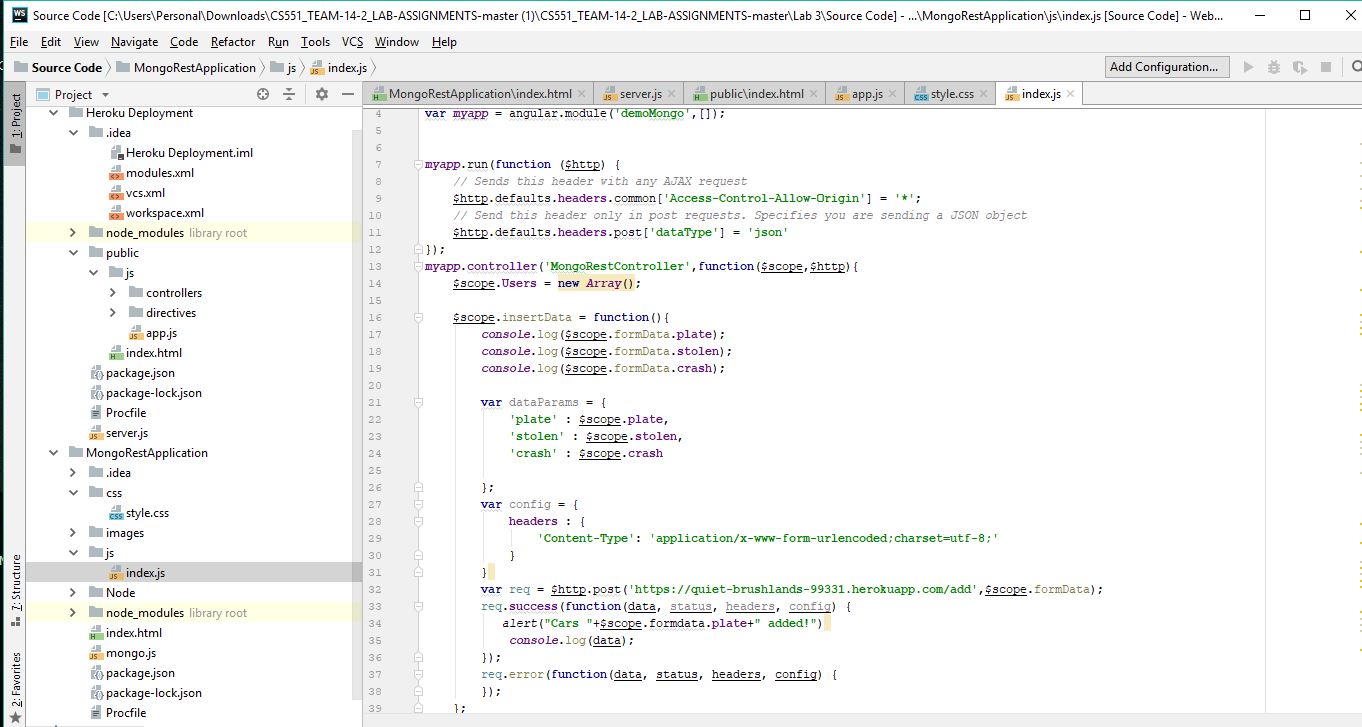 WS Source Code [C:\Users\Personal\Downloads\CS551_TEAM-14-2_LAB-ASSIGNMENTS-master (1)\CS551_TEAM-14-2_LAB-ASSIGNMENTS-master\Lab 3\Source Code] - ...\MongoRestApplication\js\index.js [Source Code] - Web...
File Edit View Navigate Code Refactor Run Tools VCS Window Help
Source Code MongoRestApplication js index.js Add Configuration...
Project
MongoRestApplication\index.html server.js public\index.html app.js style.css index.js
1: Project
7: Structure
2: Favorites
Heroku Deployment
.idea
Heroku Deployment.iml
modules.xml
vcs.xml
workspace.xml
node_modules library root
public
js
controllers
directives
app.js
index.html
package.json
package-lock.json
Procfile
server.js
MongoRestApplication
.idea
css
style.css
images
js
index.js
Node
node_modules library root
index.html
mongo.js
package.json
package-lock.json
Procfile
4 var myapp = angular.module('demoMongo',[]);
5
6
7 myapp.run(function ($http) {
8 // Sends this header with any AJAX request
9 $http.defaults.headers.common['Access-Control-Allow-Origin'] = '*';
10 // Send this header only in post requests. Specifies you are sending a JSON object
11 $http.defaults.headers.post['dataType'] = 'json'
12 });
13 myapp.controller('MongoRestController',function($scope,$http){
14 $scope.Users = new Array();
15
16 $scope.insertData = function(){
17 console.log($scope.formData.plate);
18 console.log($scope.formData.stolen);
19 console.log($scope.formData.crash);
20
21 var dataParams = {
22 'plate' : $scope.plate,
23 'stolen' : $scope.stolen,
24 'crash' : $scope.crash
25
26 };
27 var config = {
28 headers : {
29 'Content-Type': 'application/x-www-form-urlencoded;charset=utf-8;'
30 }
31 }
32 var req = $http.post('https://quiet-brushlands-99331.herokuapp.com/add',$scope.formData);
33 req.success(function(data, status, headers, config) {
34 alert("Cars "+$scope.formdata.plate+" added!")
35 console.log(data);
36 });
37 req.error(function(data, status, headers, config) {
38 });
39 };